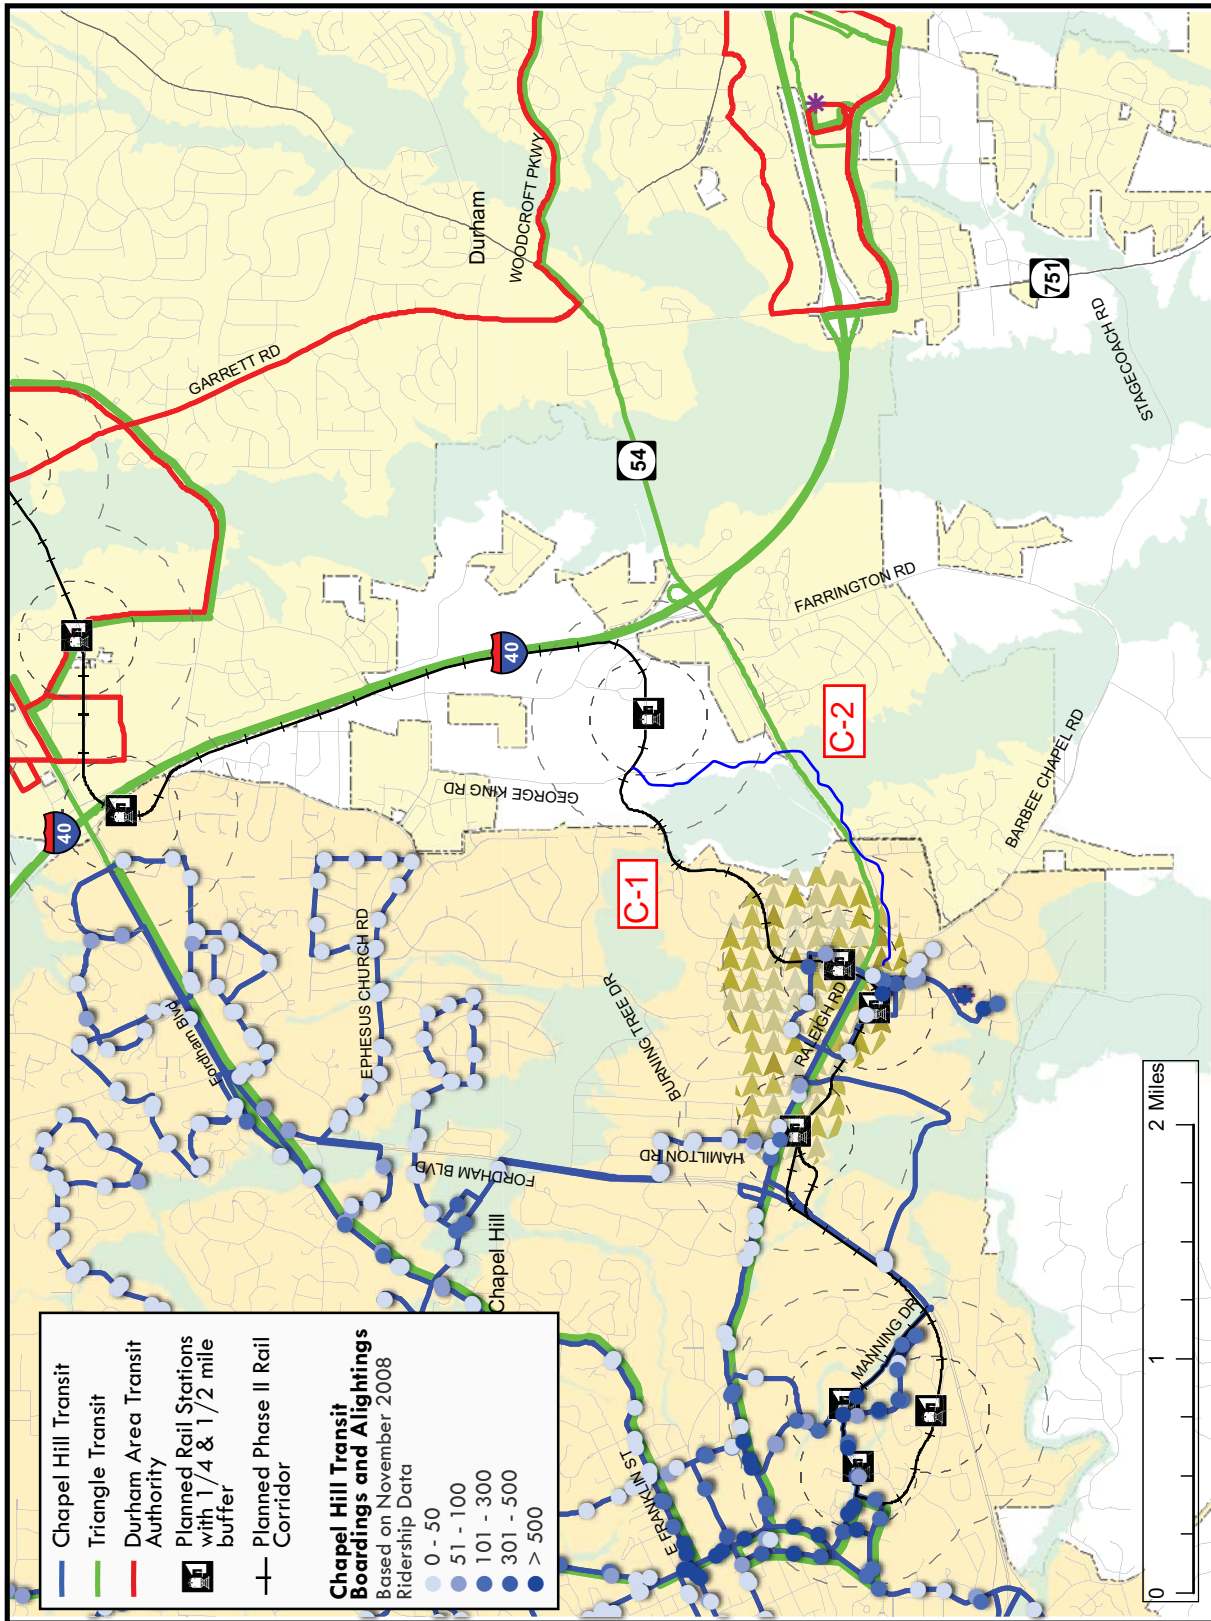 Chapel Hill Transit
Triangle Transit
Durham Area Transit
Authority
Planned Rail Stations
with 1/4 & 1/2 mile
buffer
Planned Phase II Rail
Corridor
Chapel Hill Transit
Boardings and Alightings
Based on November 2008
Ridership Data
0 - 50
51 - 100
101 - 300
301 - 500
> 500
40
Fordham Blvd
EPHESUS CHURCH RD
FORDHAM BLVD
Chapel Hill
E FRANKLIN ST
HAMILTON RD
BURNING TREE DR
RALEIGH RD
MANNING DR
GARRETT RD
Durham
WOODCROFT PKWY
40
GEORGE KING RD
54
C-1
C-2
FARRINGTON RD
BARBEE CHAPEL RD
751
STAGECOACH RD
0 1 2 Miles